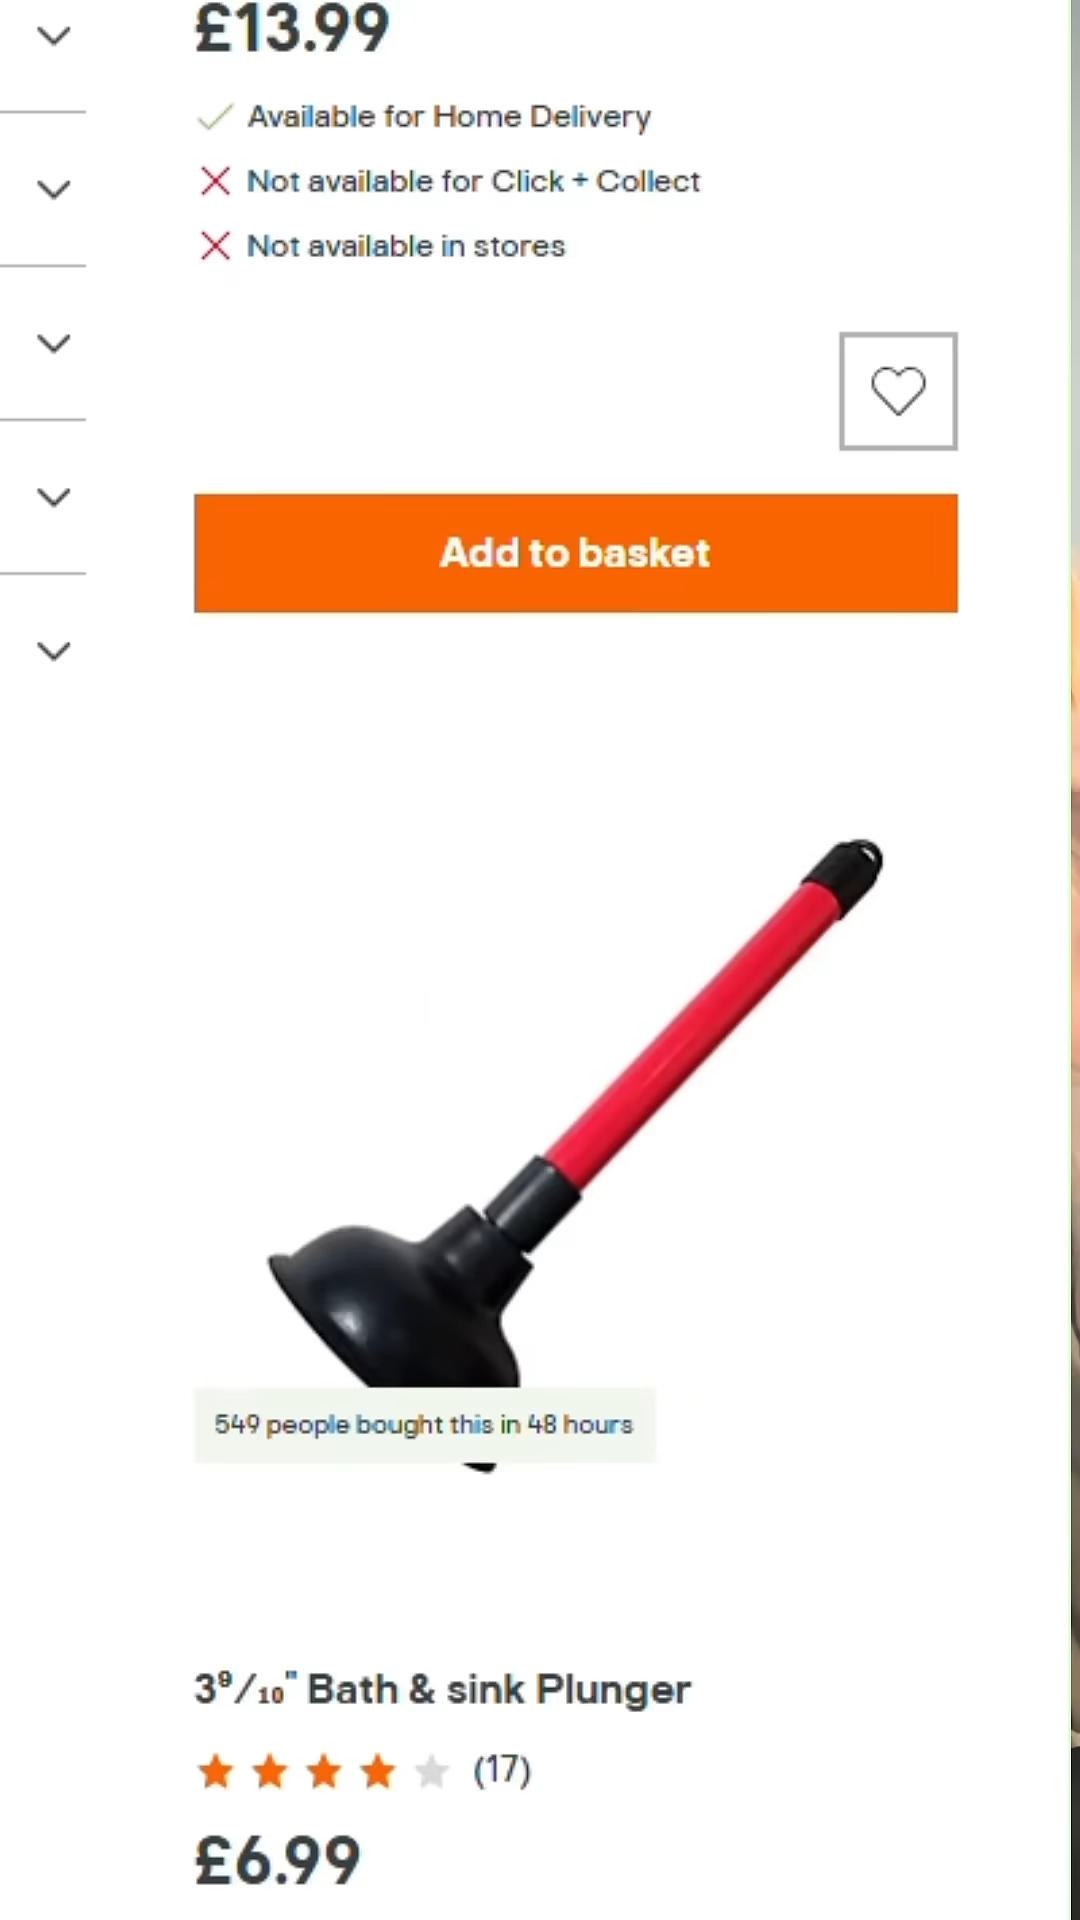 £13.99
Available for Home Delivery
Not available for Click + Collect
Not available in stores
Add to basket
549 people bought this in 48 hours
3⁹/₁₀" Bath & sink Plunger
(17)
£6.99